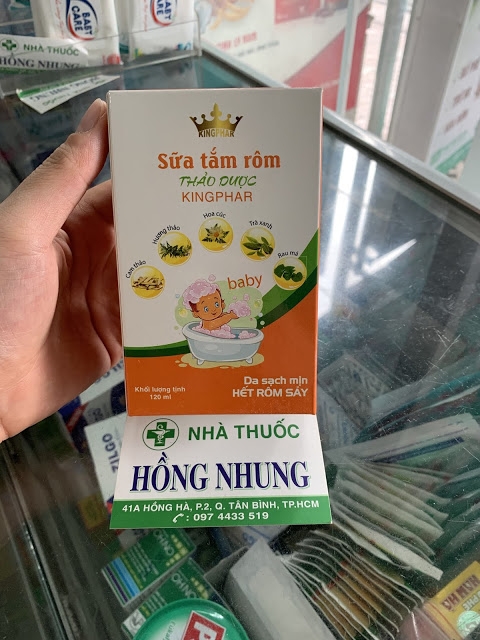 BABY CARE
NHÀ THUỐC
HỒNG NHUNG
KINGPHAR
Sữa tắm rôm
THẢO DƯỢC
KINGPHAR
Cam thảo
Hương thảo
Hoa cúc
Trà xanh
Rau má
baby
Khối lượng tịnh
120 ml
Da sạch mịn
HẾT RÔM SẢY
NHÀ THUỐC
HỒNG NHUNG
41A HỒNG HÀ, P.2, Q. TÂN BÌNH, TP.HCM
: 097 4433 519